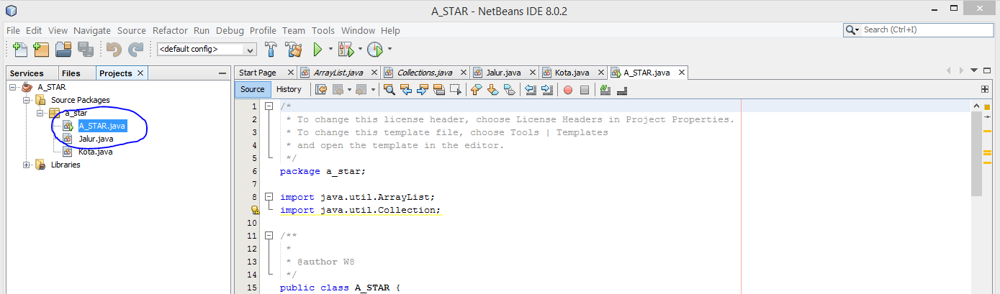 A_STAR - NetBeans IDE 8.0.2
File Edit View Navigate Source Refactor Run Debug Profile Team Tools Window Help
Search (Ctrl+I)
<default config>
Services Files Projects
A_STAR
Source Packages
a_star
A_STAR.java
Jalur.java
Kota.java
Libraries
Start Page ArrayList.java Collections.java Jalur.java Kota.java A_STAR.java
Source History
1 /*
2 * To change this license header, choose License Headers in Project Properties.
3 * To change this template file, choose Tools | Templates
4 * and open the template in the editor.
5 */
6 package a_star;
7
8 import java.util.ArrayList;
import java.util.Collection;
10
11 /**
12 *
13 * @author W8
14 */
15 public class A_STAR {